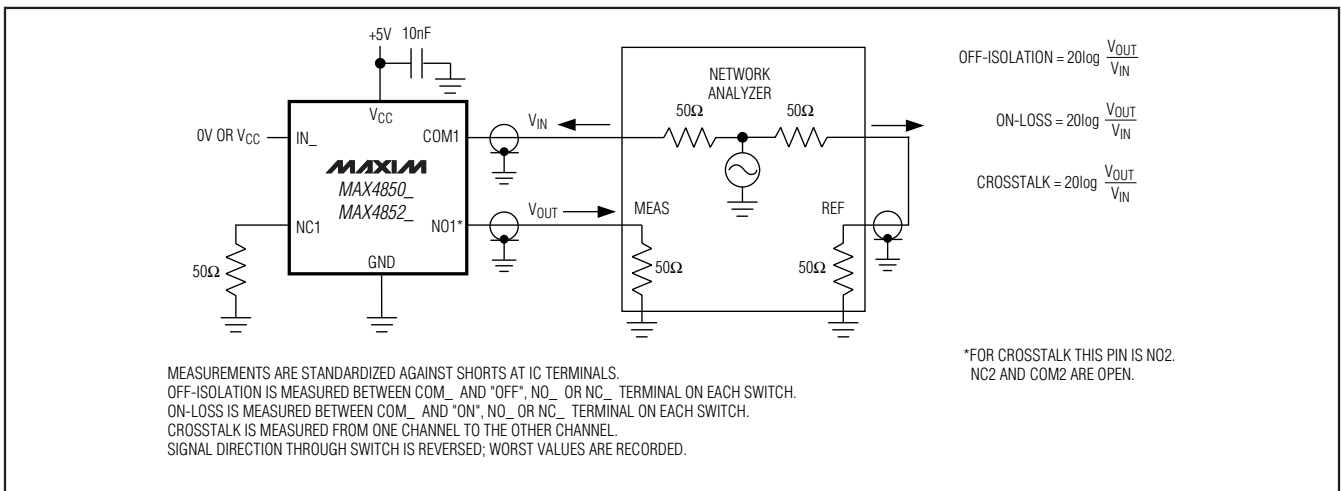 +5V 10nF
VCC
0V OR VCC
IN_
COM1
MAXIM
MAX4850_
MAX4852_
NC1
NO1*
GND
50Ω
VIN
VOUT
NETWORK
ANALYZER
50Ω 50Ω
MEAS REF
50Ω 50Ω
OFF-ISOLATION = 20log VOUT
VIN
ON-LOSS = 20log VOUT
VIN
CROSSTALK = 20log VOUT
VIN
*FOR CROSSTALK THIS PIN IS NO2.
NC2 AND COM2 ARE OPEN.
MEASUREMENTS ARE STANDARDIZED AGAINST SHORTS AT IC TERMINALS.
OFF-ISOLATION IS MEASURED BETWEEN COM_ AND "OFF", NO_ OR NC_ TERMINAL ON EACH SWITCH.
ON-LOSS IS MEASURED BETWEEN COM_ AND "ON", NO_ OR NC_ TERMINAL ON EACH SWITCH.
CROSSTALK IS MEASURED FROM ONE CHANNEL TO THE OTHER CHANNEL.
SIGNAL DIRECTION THROUGH SWITCH IS REVERSED; WORST VALUES ARE RECORDED.